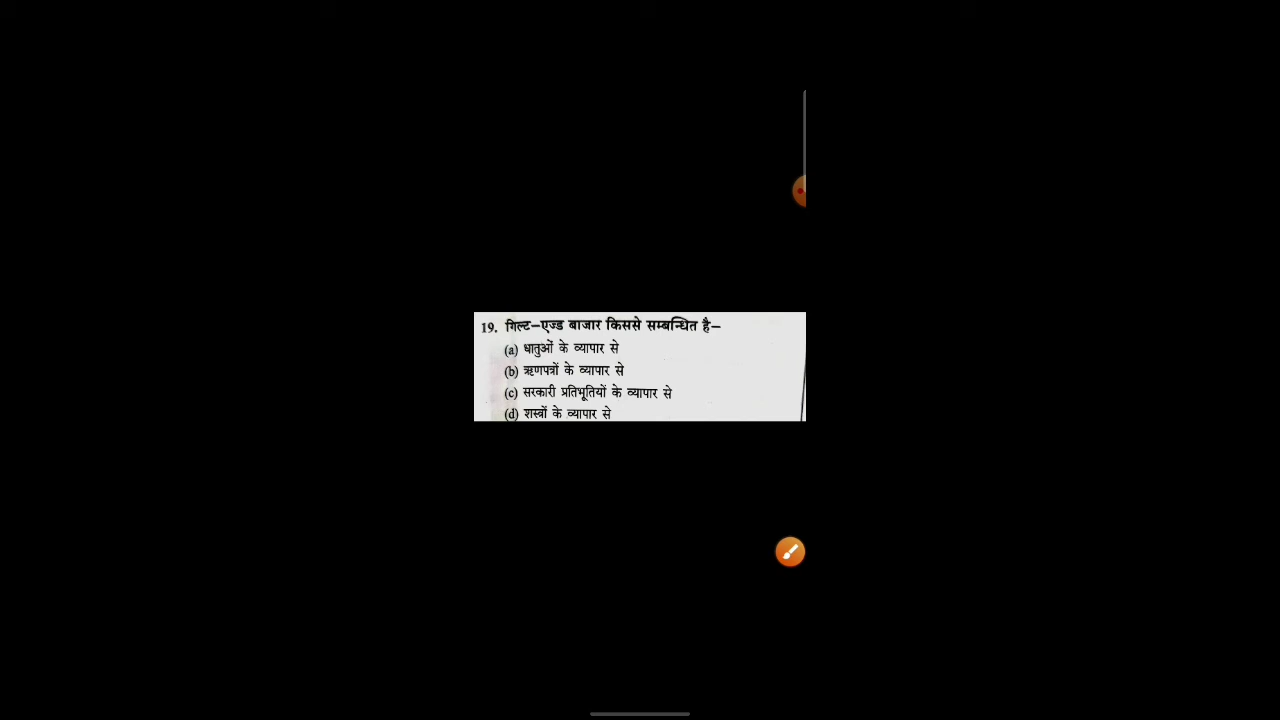 19. गिल्ट–एज्ड बाजार किससे सम्बन्धित है–
(a) धातुओं के व्यापार से
(b) ऋणपत्रों के व्यापार से
(c) सरकारी प्रतिभूतियों के व्यापार से
(d) शस्त्रों के व्यापार से